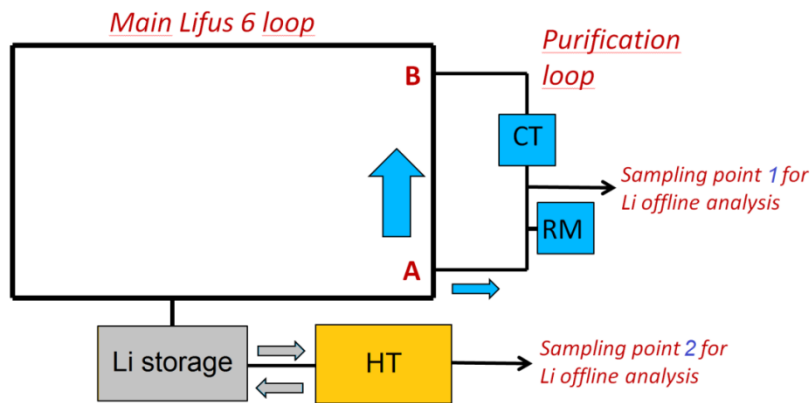 Main Lifus 6 loop
Purification
loop
B
CT
Sampling point 1 for
Li offline analysis
RM
A
Li storage
HT
Sampling point 2 for
Li offline analysis